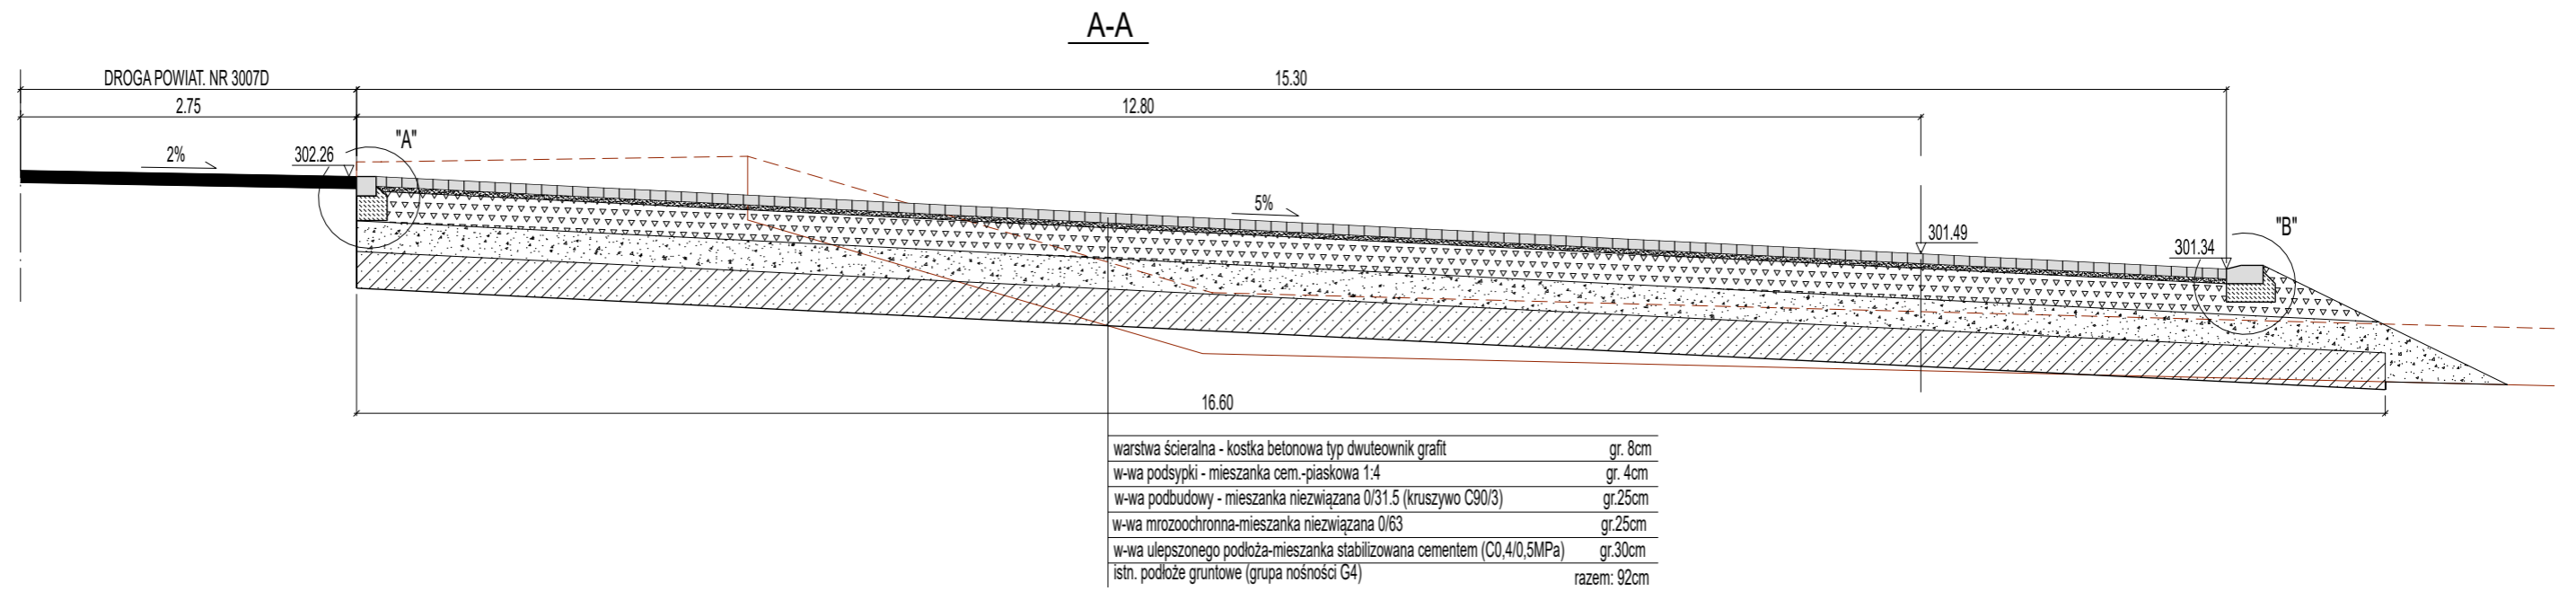 A-A
DROGA POWIAT. NR 3007D
15.30
2.75
12.80
"A"
2%
302.26
5%
301.49
"B"
301.34
16.60
warstwa ścieralna - kostka betonowa typ dwuteownik grafit gr. 8cm
w-wa podsypki - mieszanka cem.-piaskowa 1:4 gr. 4cm
w-wa podbudowy - mieszanka niezwiązana 0/31.5 (kruszywo C90/3) gr.25cm
w-wa mrozoochronna-mieszanka niezwiązana 0/63 gr.25cm
w-wa ulepszonego podłoża-mieszanka stabilizowana cementem (C0,4/0,5MPa) gr.30cm
istn. podłoże gruntowe (grupa nośności G4) razem: 92cm